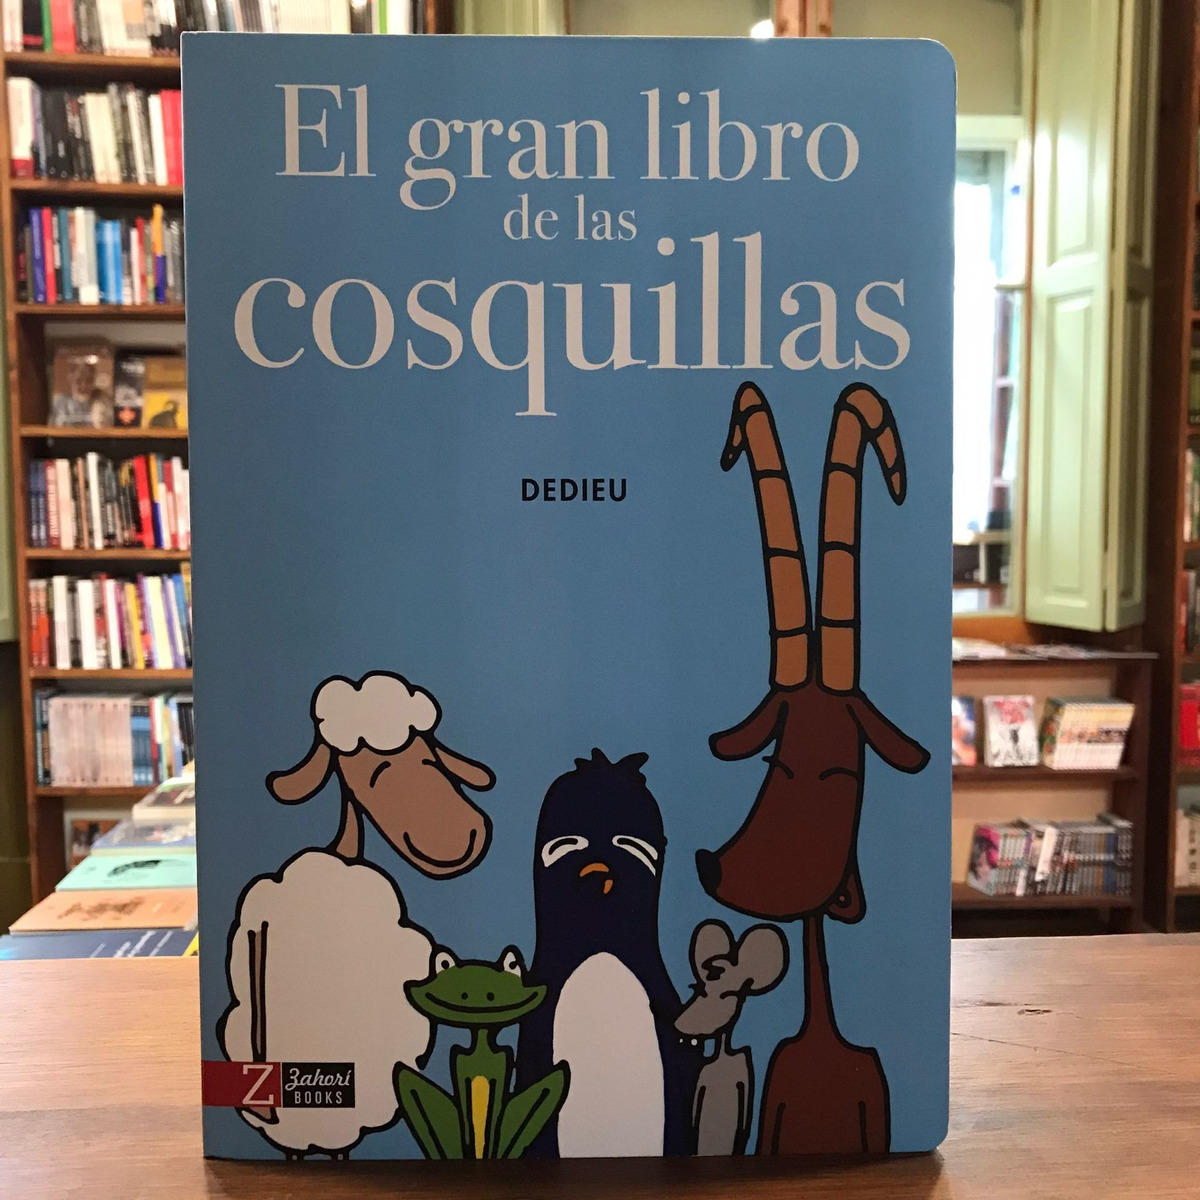 El gran libro
de las
cosquillas
DEDIEU
Z
Zahorí
BOOKS